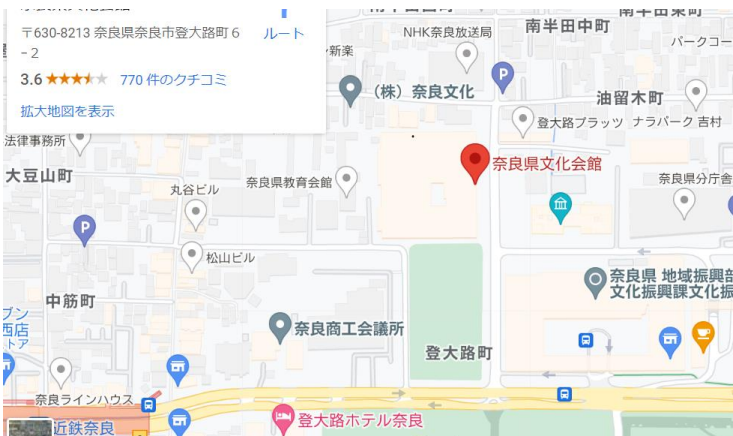 〒630-8213 奈良県奈良市登大路町6
-2
ルート
3.6
770 件のクチコミ
拡大地図を表示
NHK奈良放送局
南半田中町
南半田東町
パークコー
新楽
(株) 奈良文化
油留木町
登大路プラッツ
ナラパーク 吉村
法律事務所
大豆山町
丸谷ビル
奈良県教育会館
奈良県文化会館
奈良県分庁舎
P
P
松山ビル
中筋町
奈良県 地域振興部
文化振興課文化振
奈良商工会議所
登大路町
奈良ラインハウス
近鉄奈良
登大路ホテル奈良